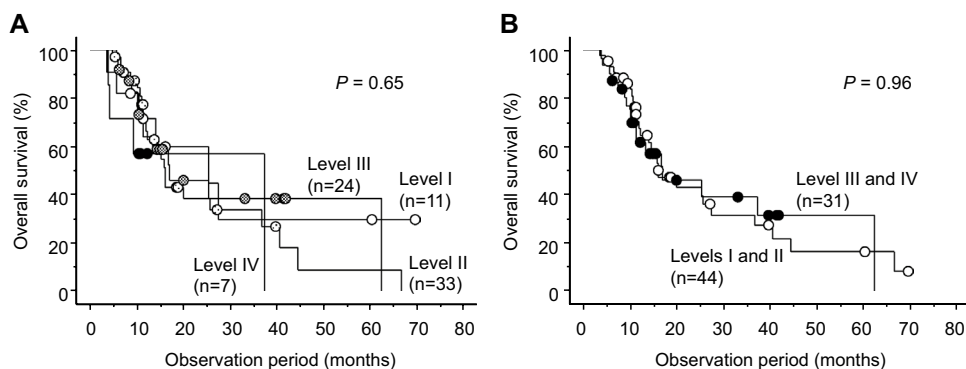 A
Overall survival (%)
100
80
60
40
20
0
P = 0.65
Level III
(n=24)
Level I
(n=11)
Level IV
(n=7)
Level II
(n=33)
0 10 20 30 40 50 60 70 80
Observation period (months)
B
Overall survival (%)
100
80
60
40
20
0
P = 0.96
Level III and IV
(n=31)
Levels I and II
(n=44)
0 10 20 30 40 50 60 70 80
Observation period (months)